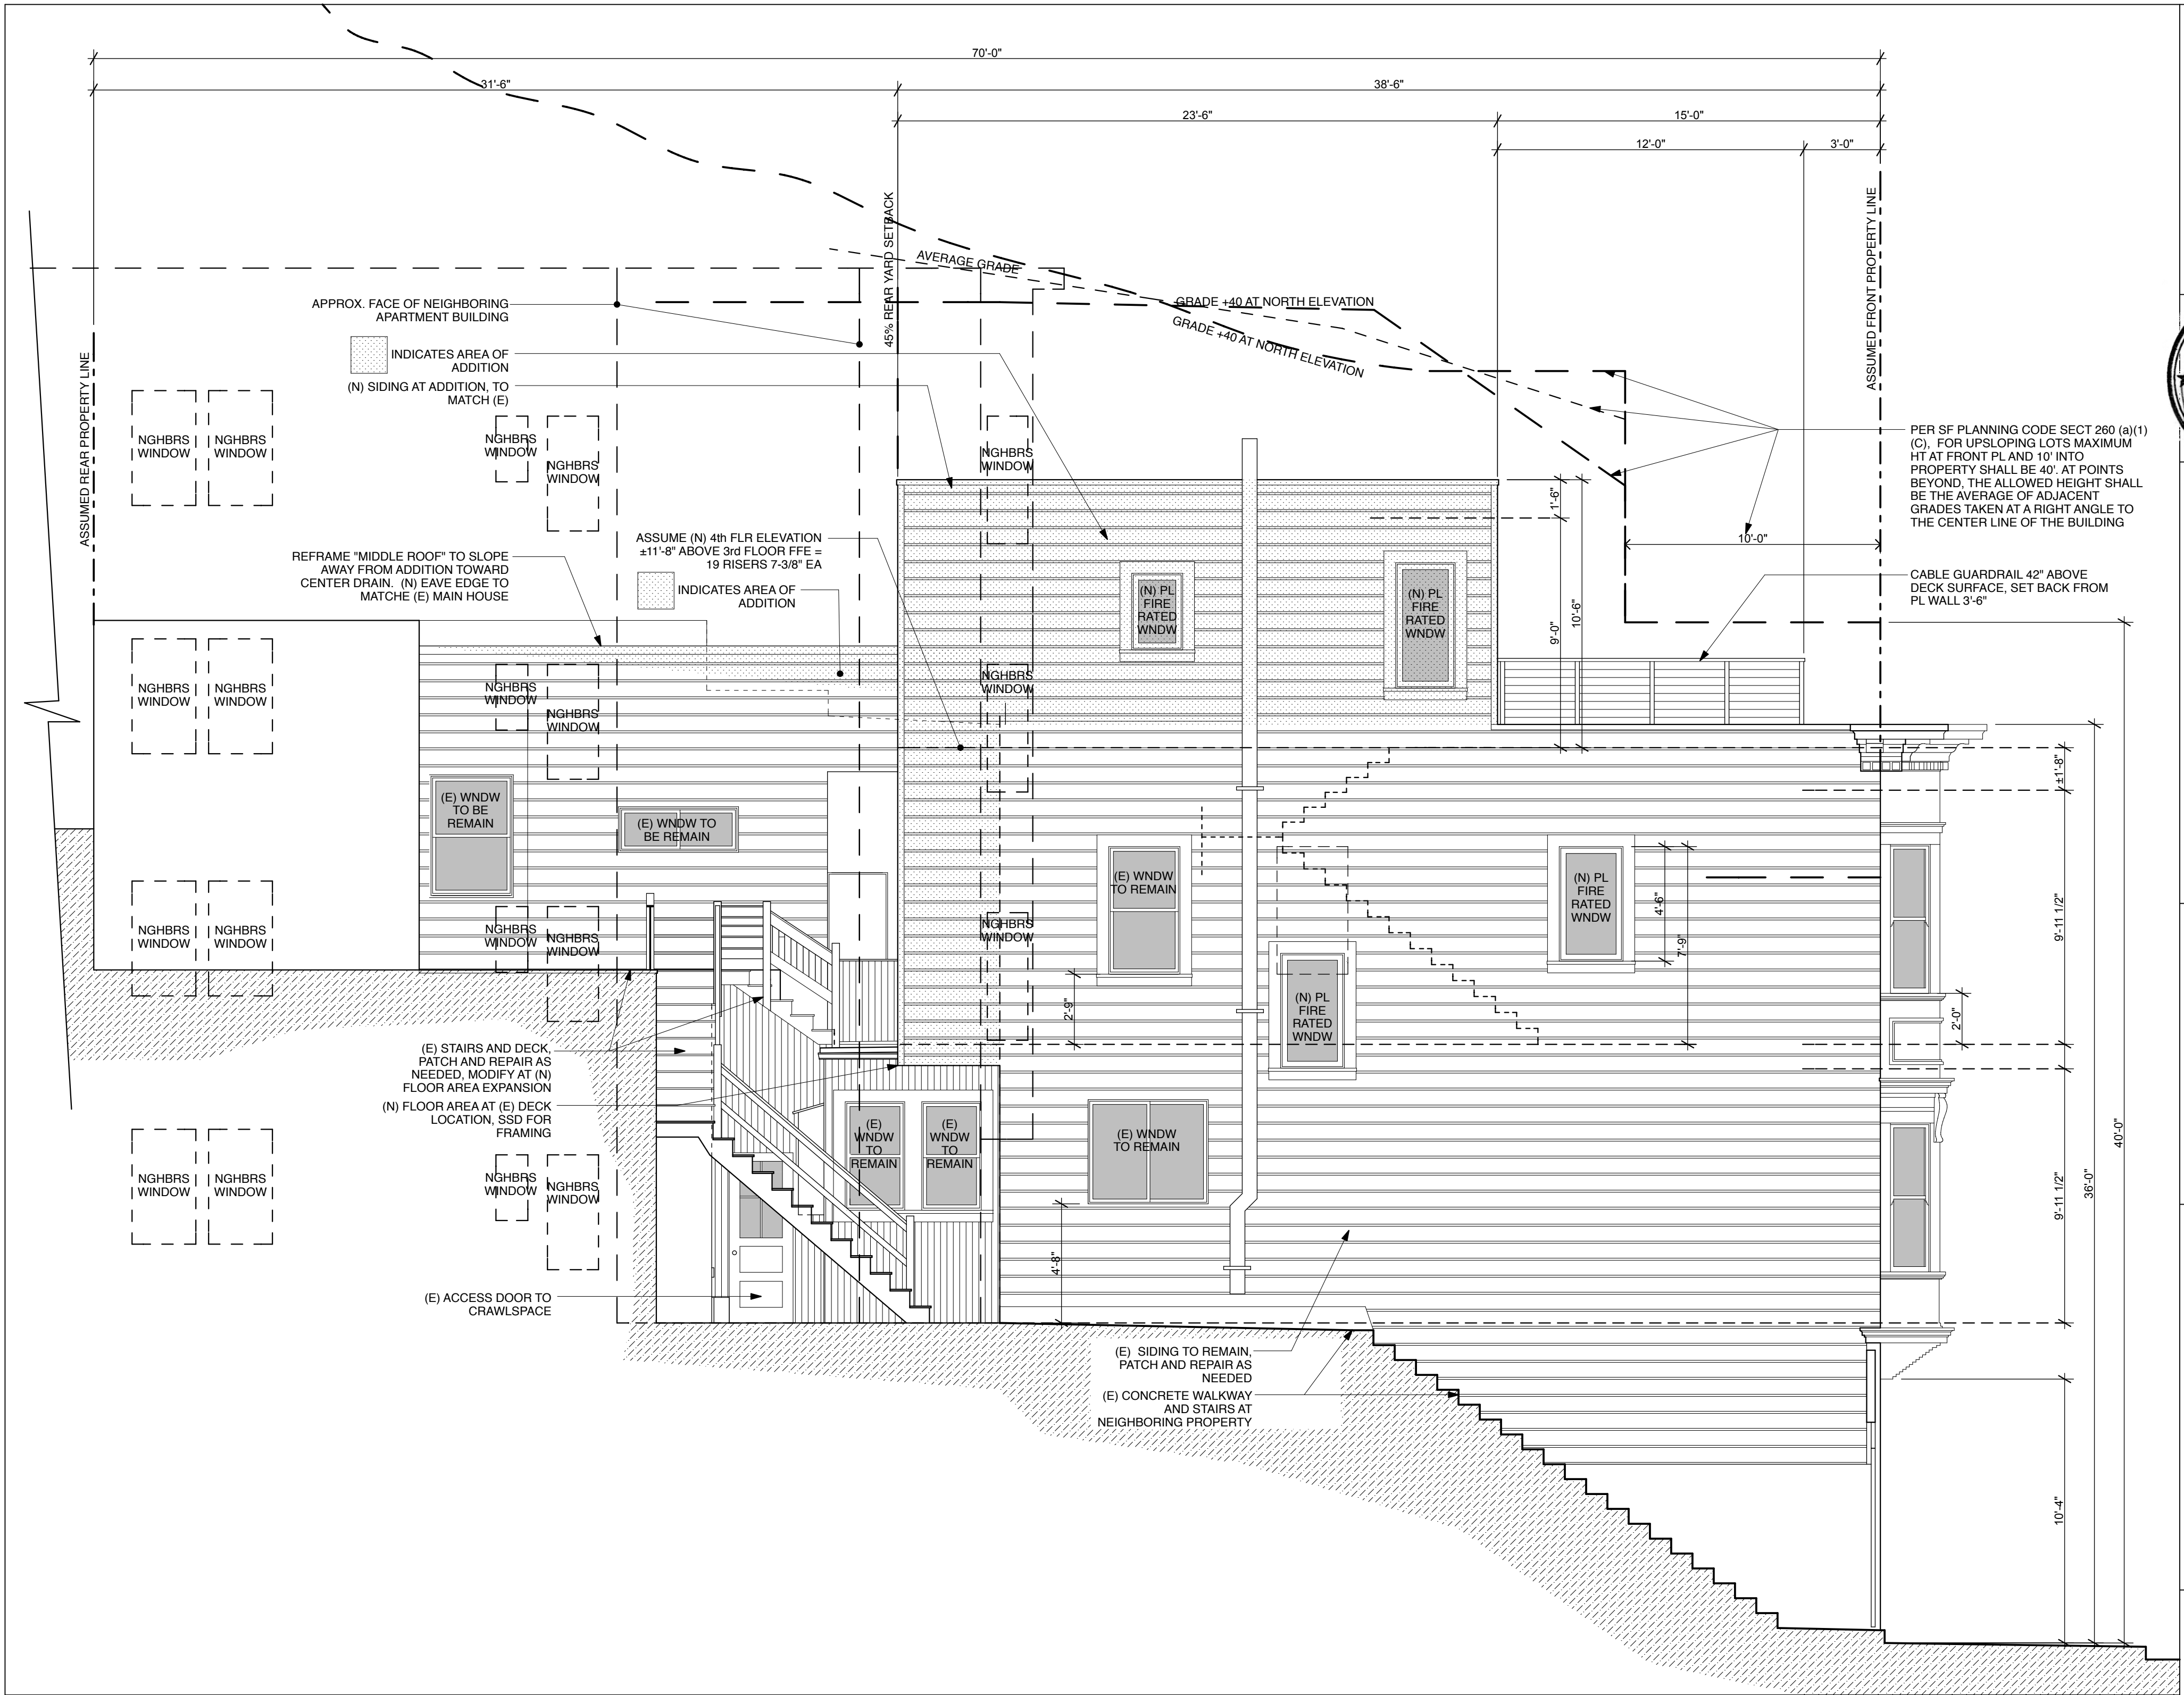 70'-0"
31'-6"
38'-6"
23'-6"
15'-0"
12'-0"
3'-0"
45% REAR YARD SETBACK
ASSUMED FRONT PROPERTY LINE
ASSUMED REAR PROPERTY LINE
AVERAGE GRADE
GRADE +40 AT NORTH ELEVATION
GRADE +40 AT NORTH ELEVATION
APPROX. FACE OF NEIGHBORING
APARTMENT BUILDING
INDICATES AREA OF
ADDITION
(N) SIDING AT ADDITION, TO
MATCH (E)
NGHBRS
WINDOW
NGHBRS
WINDOW
NGHBRS
WINDOW
NGHBRS
WINDOW
NGHBRS
WINDOW
PER SF PLANNING CODE SECT 260 (a)(1)
(C), FOR UPSLOPING LOTS MAXIMUM
HT AT FRONT PL AND 10' INTO
PROPERTY SHALL BE 40'. AT POINTS
BEYOND, THE ALLOWED HEIGHT SHALL
BE THE AVERAGE OF ADJACENT
GRADES TAKEN AT A RIGHT ANGLE TO
THE CENTER LINE OF THE BUILDING
1'-6"
10'-0"
9'-0"
10'-6"
ASSUME (N) 4th FLR ELEVATION
±11'-8" ABOVE 3rd FLOOR FFE =
19 RISERS 7-3/8" EA
REFRAME "MIDDLE ROOF" TO SLOPE
AWAY FROM ADDITION TOWARD
CENTER DRAIN. (N) EAVE EDGE TO
MATCHE (E) MAIN HOUSE
INDICATES AREA OF
ADDITION
(N) PL
FIRE
RATED
WNDW
(N) PL
FIRE
RATED
WNDW
CABLE GUARDRAIL 42" ABOVE
DECK SURFACE, SET BACK FROM
PL WALL 3'-6"
NGHBRS
WINDOW
NGHBRS
WINDOW
NGHBRS
WINDOW
NGHBRS
WINDOW
NGHBRS
WINDOW
±1'-8"
(E) WNDW
TO BE
REMAIN
(E) WNDW TO
BE REMAIN
(E) WNDW
TO REMAIN
(N) PL
FIRE
RATED
WNDW
4'-6"
7'-9"
9'-11 1/2"
NGHBRS
WINDOW
NGHBRS
WINDOW
NGHBRS
WINDOW
NGHBRS
WINDOW
NGHBRS
WINDOW
2'-9"
(N) PL
FIRE
RATED
WNDW
2'-0"
(E) STAIRS AND DECK,
PATCH AND REPAIR AS
NEEDED, MODIFY AT (N)
FLOOR AREA EXPANSION
(N) FLOOR AREA AT (E) DECK
LOCATION, SSD FOR
FRAMING
(E)
WNDW
TO
REMAIN
(E)
WNDW
TO
REMAIN
(E) WNDW
TO REMAIN
40'-0"
36'-0"
9'-11 1/2"
NGHBRS
WINDOW
NGHBRS
WINDOW
NGHBRS
WINDOW
NGHBRS
WINDOW
4'-8"
(E) ACCESS DOOR TO
CRAWLSPACE
(E) SIDING TO REMAIN,
PATCH AND REPAIR AS
NEEDED
(E) CONCRETE WALKWAY
AND STAIRS AT
NEIGHBORING PROPERTY
10'-4"